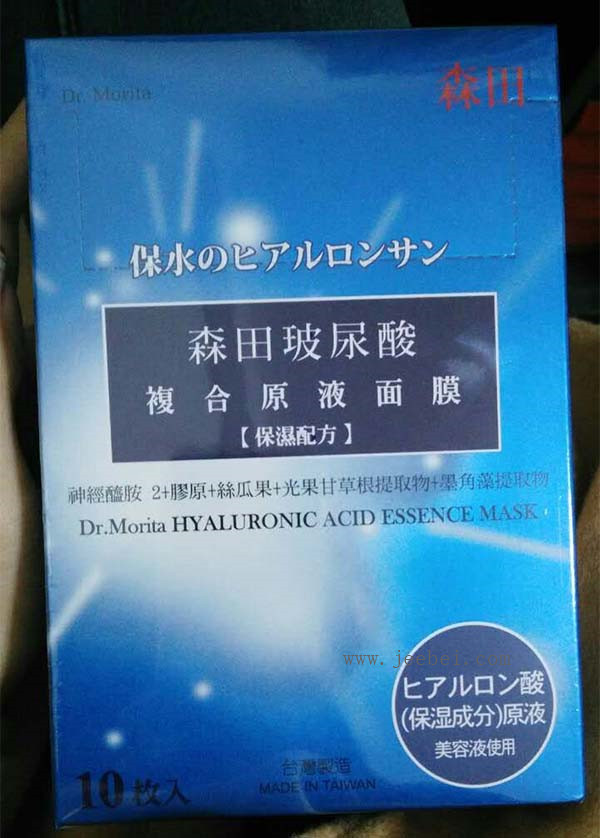 Dr. Morita
森田
保水のヒアルロンサン
森田玻尿酸
複合原液面膜
【保濕配方】
神經醯胺 2+膠原+絲瓜果+光果甘草根提取物+墨角藻提取物
Dr.Morita HYALURONIC ACID ESSENCE MASK
www.jeebei.com
ヒアルロン酸
(保湿成分)原液
美容液使用
台灣製造
MADE IN TAIWAN
10枚入